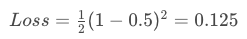 Loss = ½(1 − 0.5)² = 0.125